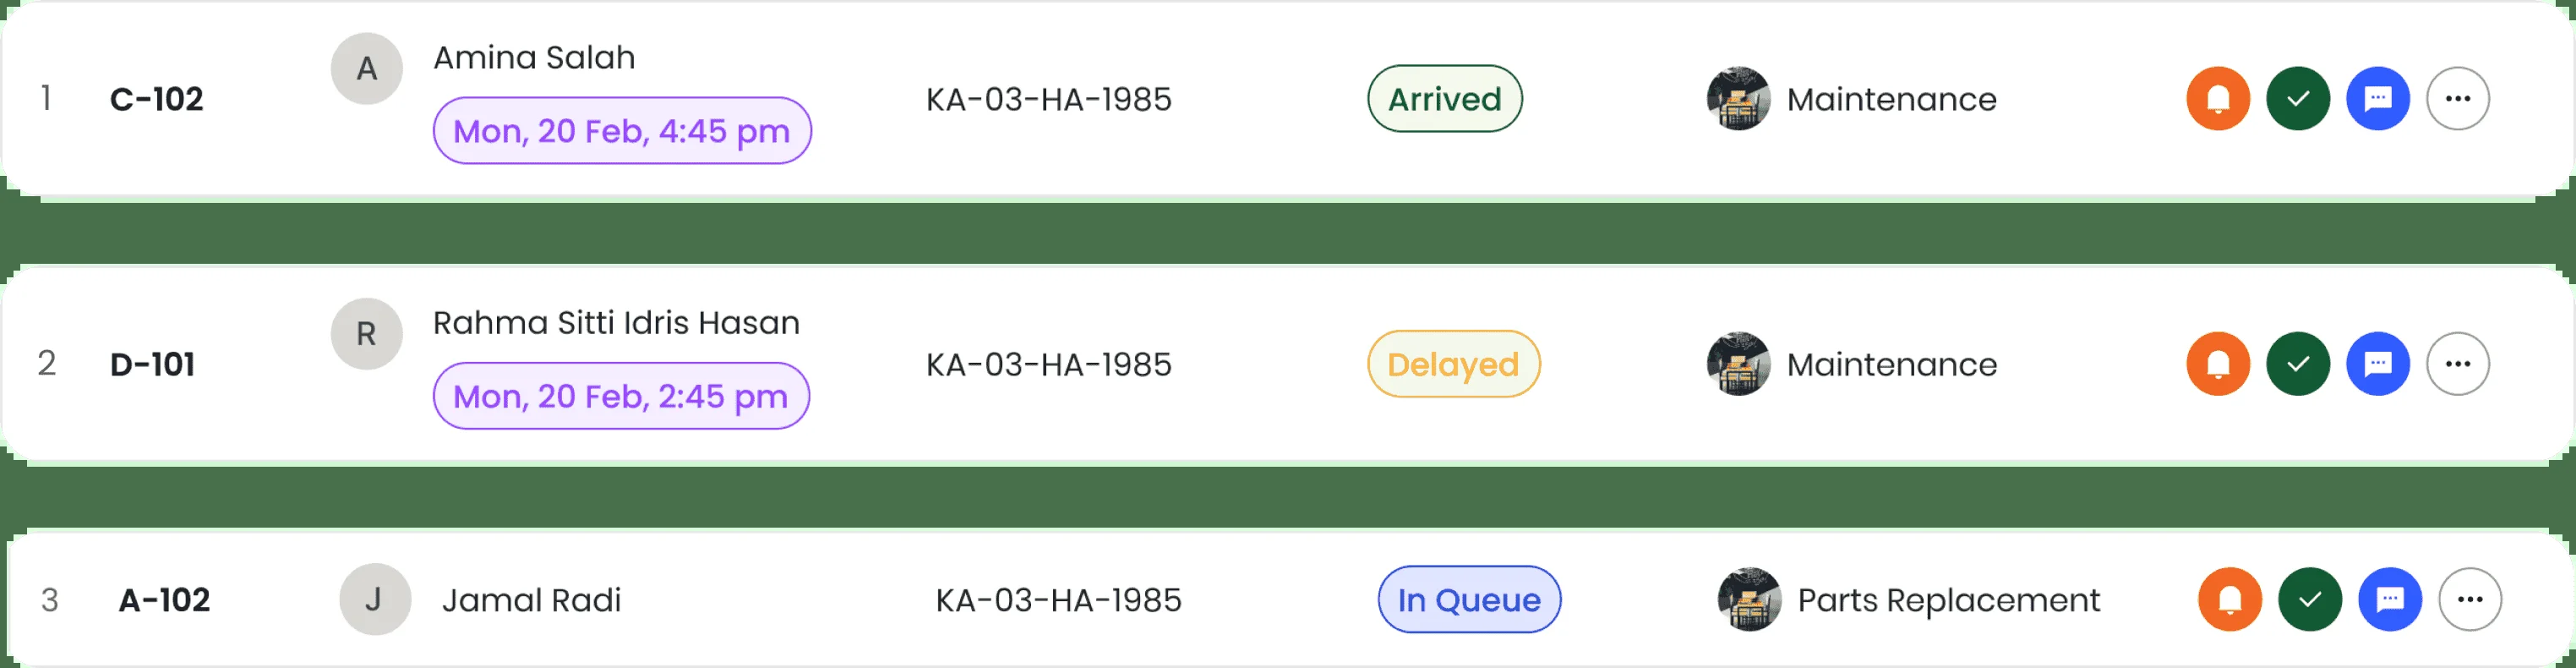 1 C-102 A Amina Salah KA-03-HA-1985 Arrived Maintenance
Mon, 20 Feb, 4:45 pm
2 D-101 R Rahma Sitti Idris Hasan KA-03-HA-1985 Delayed Maintenance
Mon, 20 Feb, 2:45 pm
3 A-102 J Jamal Radi KA-03-HA-1985 In Queue Parts Replacement